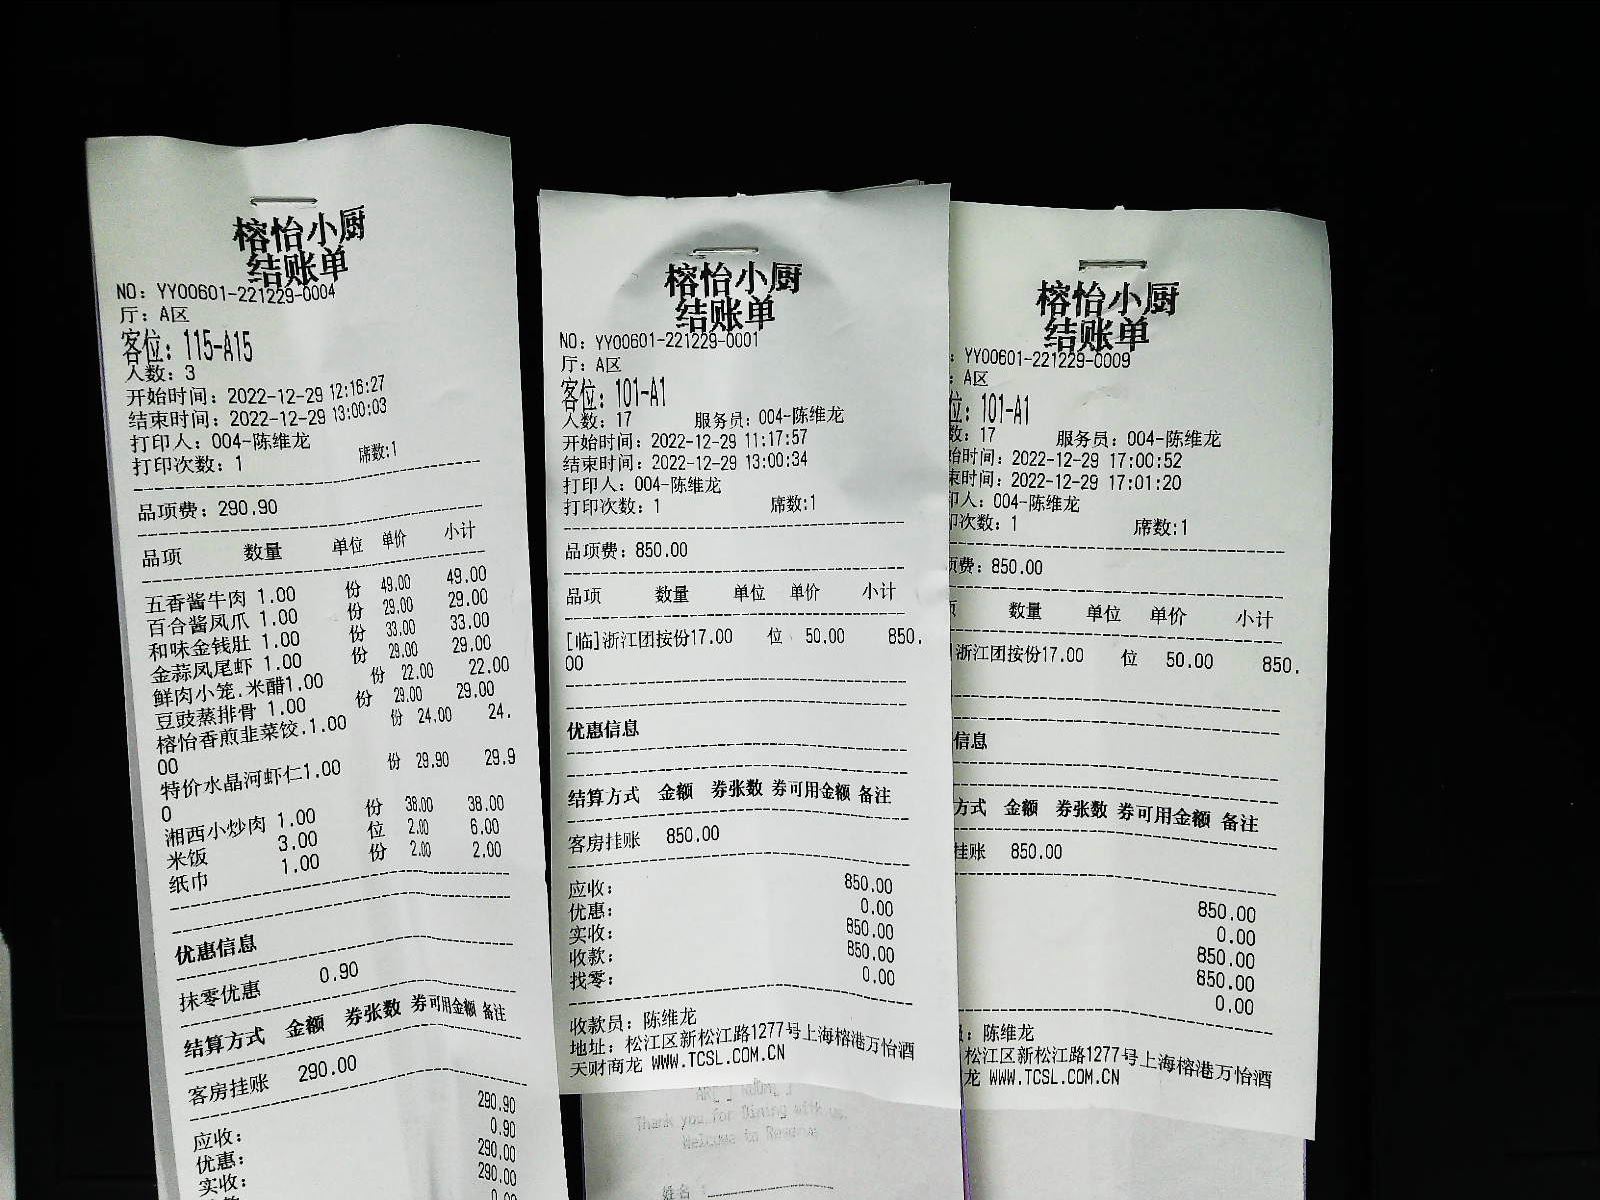 榕怡小厨
结账单
NO: YY00601-221229-0004
厅: A区
客位: 115-A15
人数: 3
开始时间: 2022-12-29 12:16:27
结束时间: 2022-12-29 13:00:03
打印人: 004-陈维龙
打印次数: 1 席数:1
品项费: 290.90
品项 数量 单位 单价 小计
五香酱牛肉 1.00 份 49.00 49.00
百合酱凤爪 1.00 份 29.00 29.00
和味金钱肚 1.00 份 33.00 33.00
金蒜凤尾虾 1.00 份 29.00 29.00
鲜肉小笼.米醋1.00 份 22.00 22.00
豆豉蒸排骨 1.00 份 29.00 29.00
榕怡香煎韭菜饺.1.00 份 24.00 24.
00
特价水晶河虾仁1.00 份 29.90 29.9
0
湘西小炒肉 1.00 份 38.00 38.00
米饭 3.00 位 2.00 6.00
纸巾 1.00 份 2.00 2.00
优惠信息
抹零优惠 0.90
结算方式 金额 券张数 券可用金额 备注
客房挂账 290.00
应收: 290.90
优惠: 0.90
实收: 290.00
290.00
0.00
榕怡小厨
结账单
NO: YY00601-221229-0001
厅: A区
客位: 101-A1
人数: 17 服务员: 004-陈维龙
开始时间: 2022-12-29 11:17:57
结束时间: 2022-12-29 13:00:34
打印人: 004-陈维龙
打印次数: 1 席数:1
品项费: 850.00
品项 数量 单位 单价 小计
[临]浙江团按份17.00 位 50.00 850.
00
优惠信息
结算方式 金额 券张数 券可用金额 备注
客房挂账 850.00
应收: 850.00
优惠: 0.00
实收: 850.00
收款: 850.00
找零: 0.00
收款员: 陈维龙
地址: 松江区新松江路1277号上海榕港万怡酒
天财商龙 WWW.TCSL.COM.CN
Thank you for Dining with us.
Welcome to
姓名:
榕怡小厨
结账单
: YY00601-221229-0009
: A区
位: 101-A1
数: 17 服务员: 004-陈维龙
始时间: 2022-12-29 17:00:52
束时间: 2022-12-29 17:01:20
印人: 004-陈维龙
印次数: 1 席数:1
项费: 850.00
项 数量 单位 单价 小计
]浙江团按份17.00 位 50.00 850.
信息
方式 金额 券张数 券可用金额 备注
挂账 850.00
850.00
0.00
850.00
850.00
0.00
员: 陈维龙
: 松江区新松江路1277号上海榕港万怡酒
龙 WWW.TCSL.COM.CN